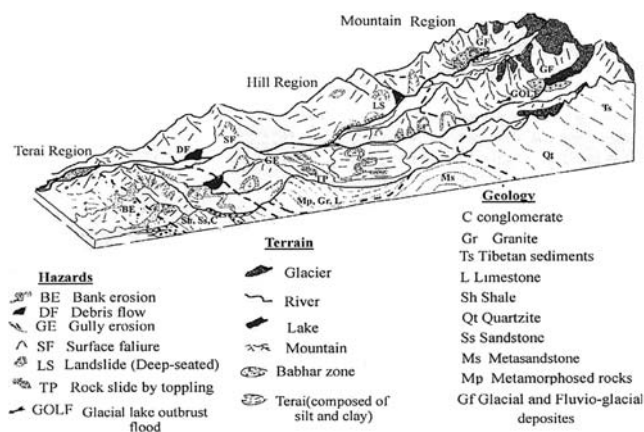 Mountain Region
GF
Hill Region
GF
LS
GOL
Ts
Terai Region
DF
SF
GE
Qt
TP
BE
Mp, Gr, L
Ms
Sh, Ss, C
Geology
C conglomerate
Gr Granite
Ts Tibetan sediments
L Limestone
Sh Shale
Qt Quartzite
Ss Sandstone
Ms Metasandstone
Mp Metamorphosed rocks
Gf Glacial and Fluvio-glacial
deposites
Terrain
Glacier
River
Lake
Mountain
Babhar zone
Terai(composed of
silt and clay)
Hazards
BE Bank erosion
DF Debris flow
GE Gully erosion
SF Surface faliure
LS Landslide (Deep-seated)
TP Rock slide by toppling
GOLF Glacial lake outbrust
flood